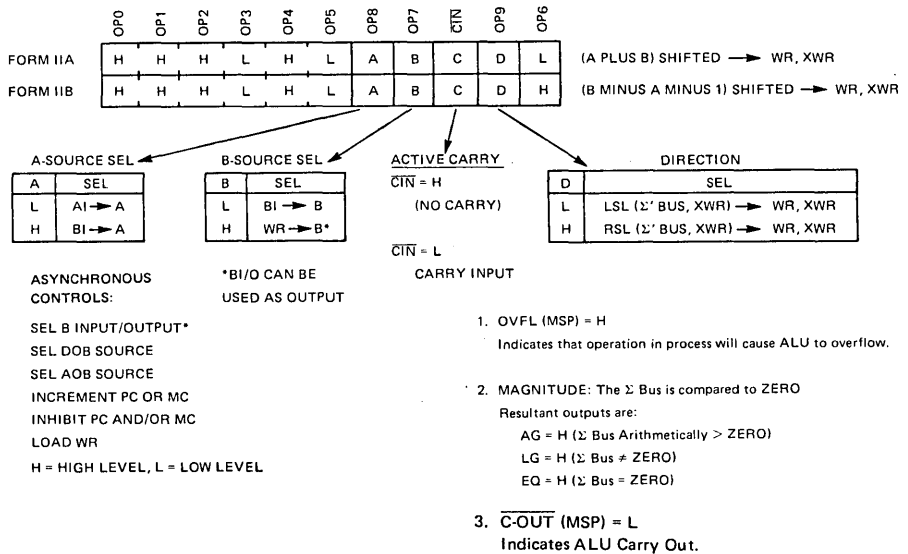 OP0 OP1 OP2 OP3 OP4 OP5 OP8 OP7 C̅I̅N̅ OP9 OP6
FORM IIA H H H L H L A B C D L (A PLUS B) SHIFTED → WR, XWR
FORM IIB H H H L H L A B C D H (B MINUS A MINUS 1) SHIFTED → WR, XWR
A-SOURCE SEL
A SEL
L AI → A
H BI → A
B-SOURCE SEL
B SEL
L BI → B
H WR → B*
*BI/O CAN BE
USED AS OUTPUT
ACTIVE CARRY
C̅I̅N̅ = H
(NO CARRY)
C̅I̅N̅ = L
CARRY INPUT
DIRECTION
D SEL
L LSL (Σ' BUS, XWR) → WR, XWR
H RSL (Σ' BUS, XWR) → WR, XWR
ASYNCHRONOUS
CONTROLS:
SEL B INPUT/OUTPUT*
SEL DOB SOURCE
SEL AOB SOURCE
INCREMENT PC OR MC
INHIBIT PC AND/OR MC
LOAD WR
H = HIGH LEVEL, L = LOW LEVEL
1. OVFL (MSP) = H
Indicates that operation in process will cause ALU to overflow.
2. MAGNITUDE: The Σ Bus is compared to ZERO
Resultant outputs are:
AG = H (Σ Bus Arithmetically > ZERO)
LG = H (Σ Bus ≠ ZERO)
EQ = H (Σ Bus = ZERO)
3. C̅-̅O̅U̅T̅ (MSP) = L
Indicates ALU Carry Out.